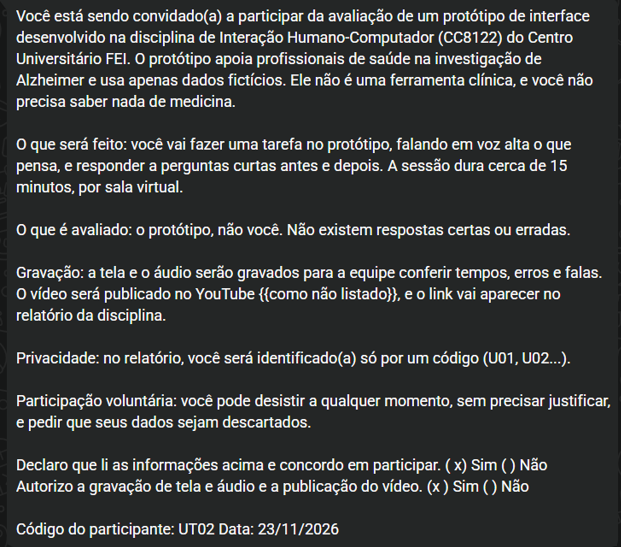 Você está sendo convidado(a) a participar da avaliação de um protótipo de interface
desenvolvido na disciplina de Interação Humano-Computador (CC8122) do Centro
Universitário FEI. O protótipo apoia profissionais de saúde na investigação de
Alzheimer e usa apenas dados fictícios. Ele não é uma ferramenta clínica, e você não
precisa saber nada de medicina.
O que será feito: você vai fazer uma tarefa no protótipo, falando em voz alta o que
pensa, e responder a perguntas curtas antes e depois. A sessão dura cerca de 15
minutos, por sala virtual.
O que é avaliado: o protótipo, não você. Não existem respostas certas ou erradas.
Gravação: a tela e o áudio serão gravados para a equipe conferir tempos, erros e falas.
O vídeo será publicado no YouTube {{como não listado}}, e o link vai aparecer no
relatório da disciplina.
Privacidade: no relatório, você será identificado(a) só por um código (U01, U02...).
Participação voluntária: você pode desistir a qualquer momento, sem precisar justificar,
e pedir que seus dados sejam descartados.
Declaro que li as informações acima e concordo em participar. ( x) Sim ( ) Não
Autorizo a gravação de tela e áudio e a publicação do vídeo. (x ) Sim ( ) Não
Código do participante: UT02 Data: 23/11/2026